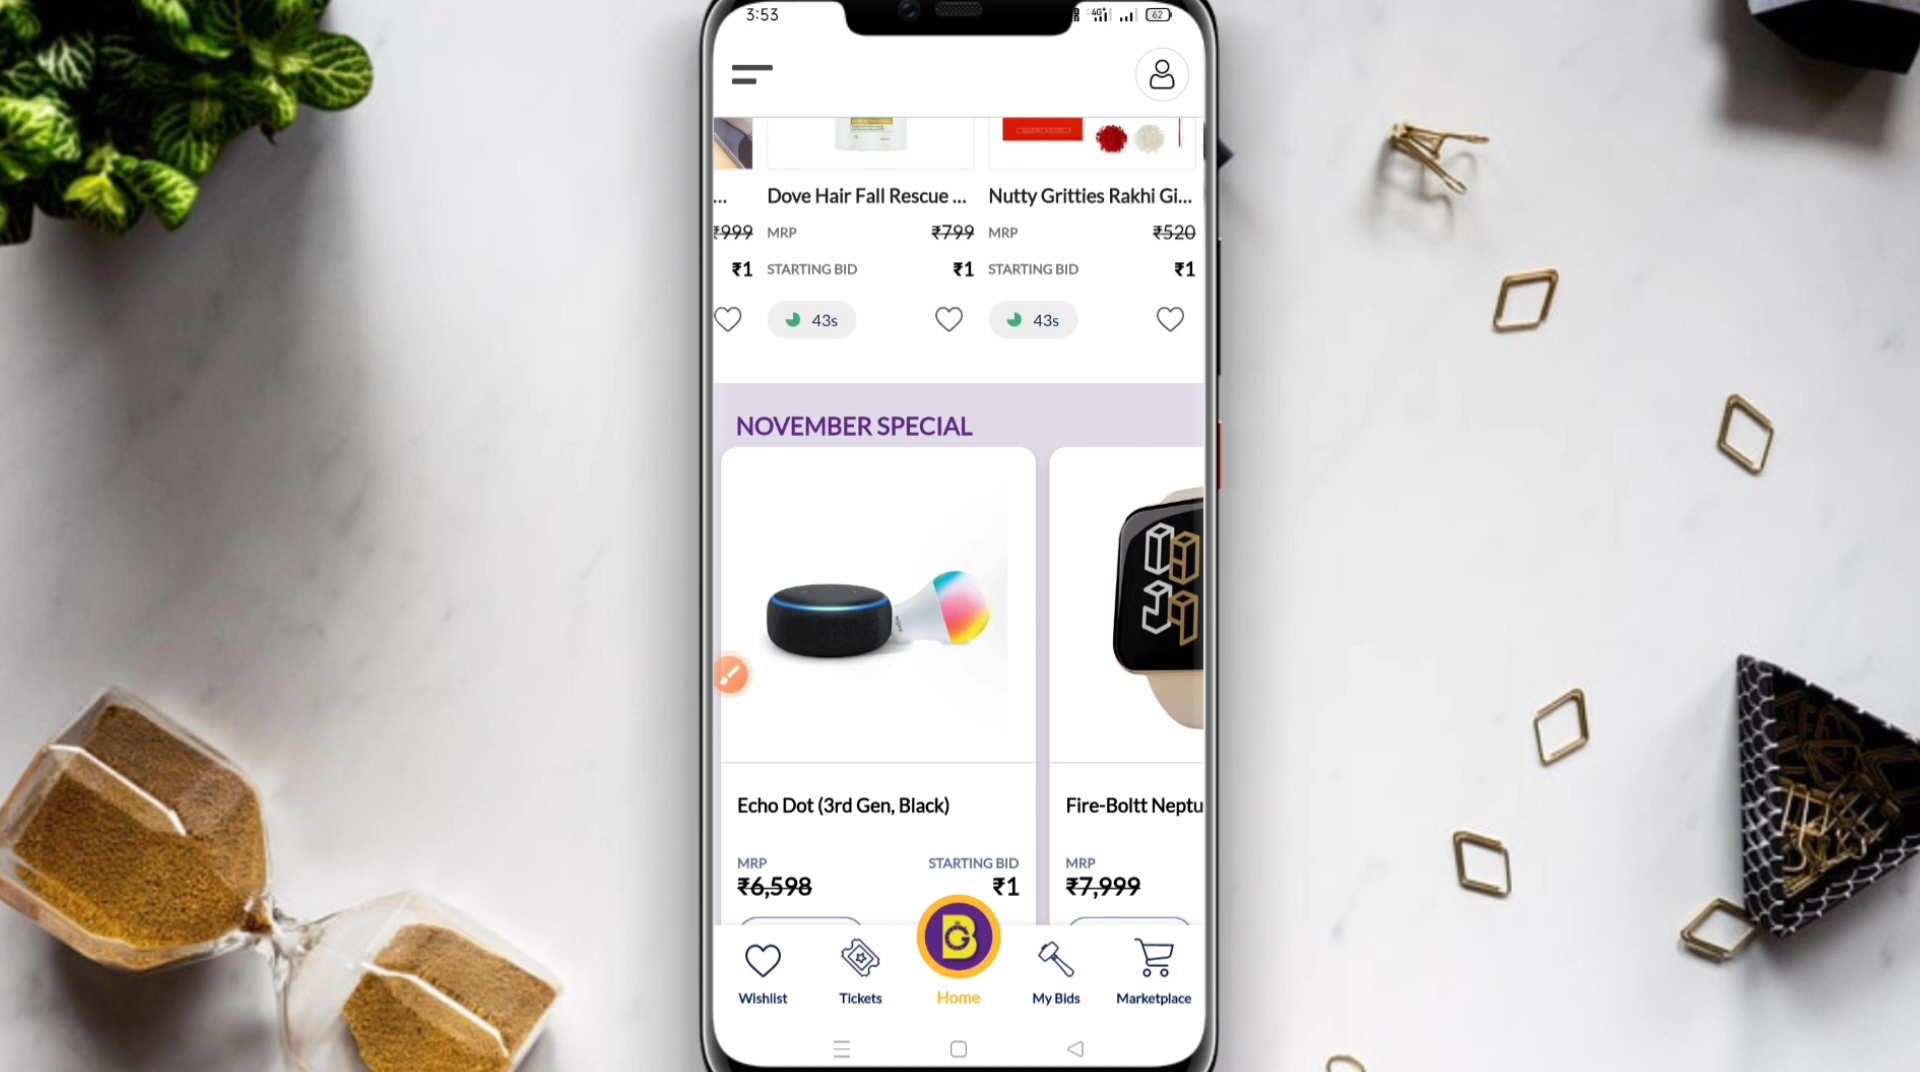 3:53
4G+ 62
... Dove Hair Fall Rescue ... Nutty Gritties Rakhi Gi...
₹999 MRP ₹799 MRP ₹520
₹1 STARTING BID ₹1 STARTING BID ₹1
43s 43s
NOVEMBER SPECIAL
Echo Dot (3rd Gen, Black) Fire-Boltt Neptu
MRP STARTING BID MRP
₹6,598 ₹1 ₹7,999
Wishlist Tickets Home My Bids Marketplace